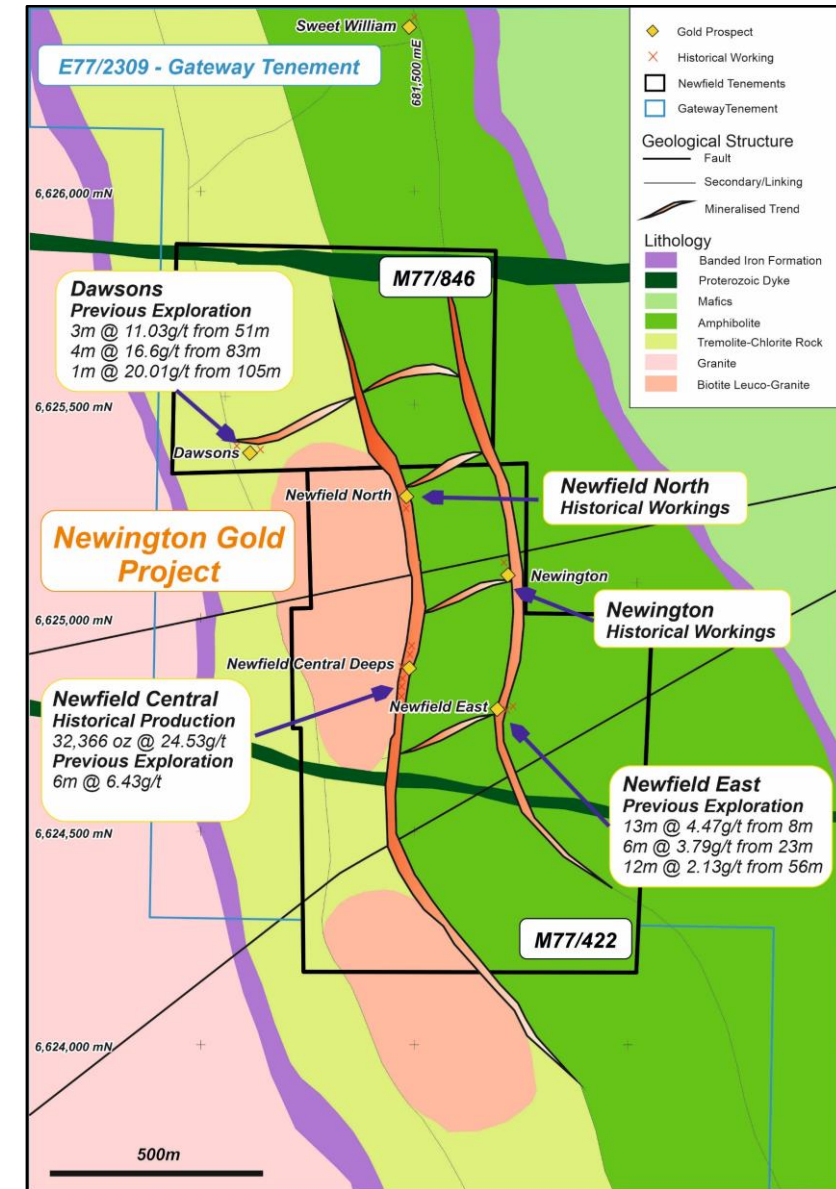 Sweet William
E77/2309 - Gateway Tenement
681,500 mE
6,626,000 mN
M77/846
Dawsons
Previous Exploration
3m @ 11.03g/t from 51m
4m @ 16.6g/t from 83m
1m @ 20.01g/t from 105m
6,625,500 mN
Dawsons
Newfield North
Newfield North
Historical Workings
Newington Gold
Project
Newington
Newington
Historical Workings
6,625,000 mN
Newfield Central Deeps
Newfield East
Newfield Central
Historical Production
32,366 oz @ 24.53g/t
Previous Exploration
6m @ 6.43g/t
Newfield East
Previous Exploration
13m @ 4.47g/t from 8m
6m @ 3.79g/t from 23m
12m @ 2.13g/t from 56m
6,624,500 mN
M77/422
6,624,000 mN
500m
Gold Prospect
Historical Working
Newfield Tenements
GatewayTenement
Geological Structure
Fault
Secondary/Linking
Mineralised Trend
Lithology
Banded Iron Formation
Proterozoic Dyke
Mafics
Amphibolite
Tremolite-Chlorite Rock
Granite
Biotite Leuco-Granite